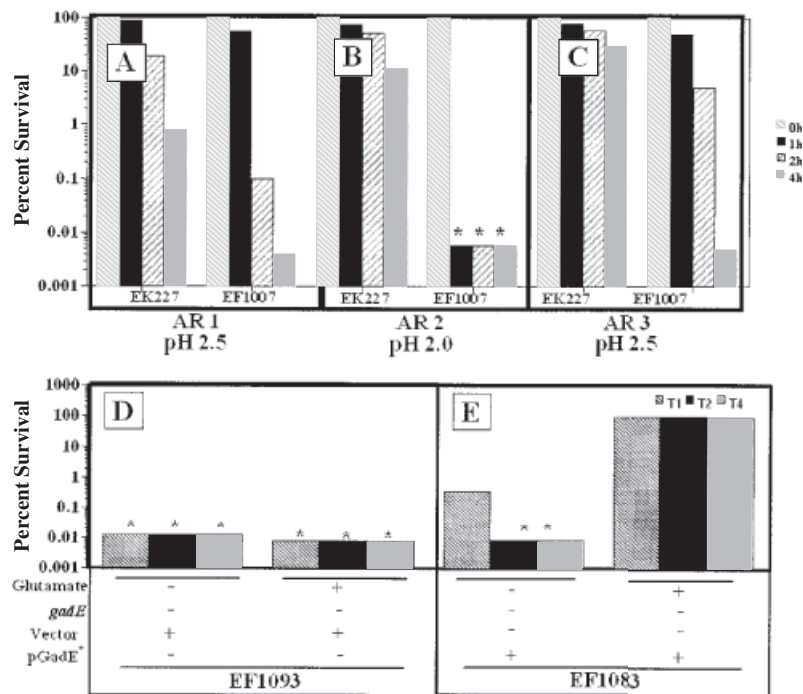 Percent Survival
100
10
1
0.1
0.01
0.001
A
B
C
* * *
0h
1h
2h
4h
EK227 EF1007 EK227 EF1007 EK227 EF1007
AR 1 AR 2 AR 3
pH 2.5 pH 2.0 pH 2.5
Percent Survival
1000
100
10
1
0.1
0.01
0.001
D
E
T1 T2 T4
* * * * * * * *
Glutamate - + - +
gadE - - - -
Vector + + - -
pGadE+ - - + +
EF1093 EF1083